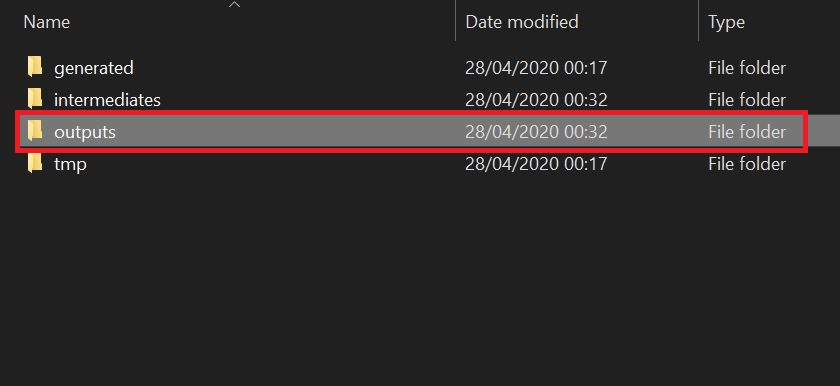 Name Date modified Type
generated 28/04/2020 00:17 File folder
intermediates 28/04/2020 00:32 File folder
outputs 28/04/2020 00:32 File folder
tmp 28/04/2020 00:17 File folder